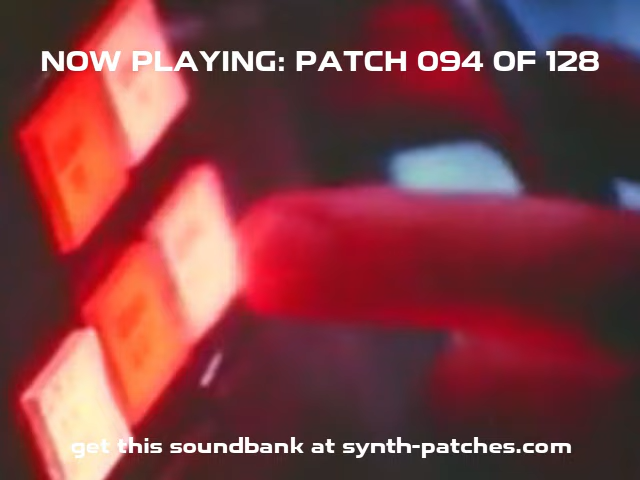 NOW PLAYING: PATCH 094 OF 128
get this soundbank at synth-patches.com